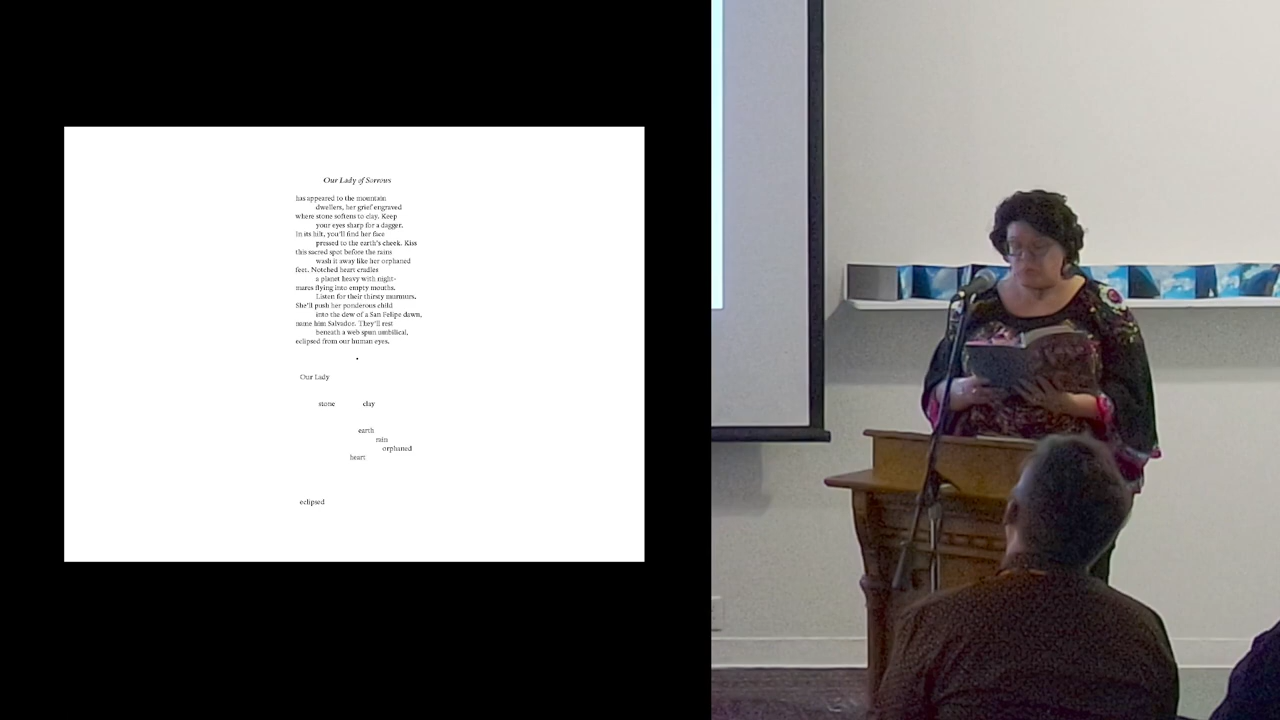 Our Lady of Sorrows
has appeared to the mountain
dwellers, her grief engraved
where stone softens to clay. Keep
your eyes sharp for a dagger.
In its hilt, you'll find her face
pressed to the earth's cheek. Kiss
this sacred spot before the rains
wash it away like her orphaned
feet. Notched heart cradles
a planet heavy with night-
mares flying into empty mouths.
Listen for their thirsty murmurs.
She'll push her ponderous child
into the dew of a San Felipe dawn,
name him Salvador. They'll rest
beneath a web spun umbilical,
eclipsed from our human eyes.
•
Our Lady
stone clay
earth
rain
orphaned
heart
eclipsed